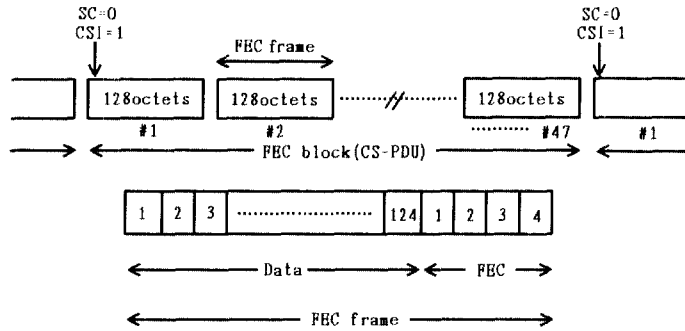 SC=0
CSI=1
SC=0
CSI=1
FEC frame
128octets
128octets
128octets
#1
#2
#47
#1
FEC block(CS-PDU)
1 2 3 124 1 2 3 4
Data
FEC
FEC frame